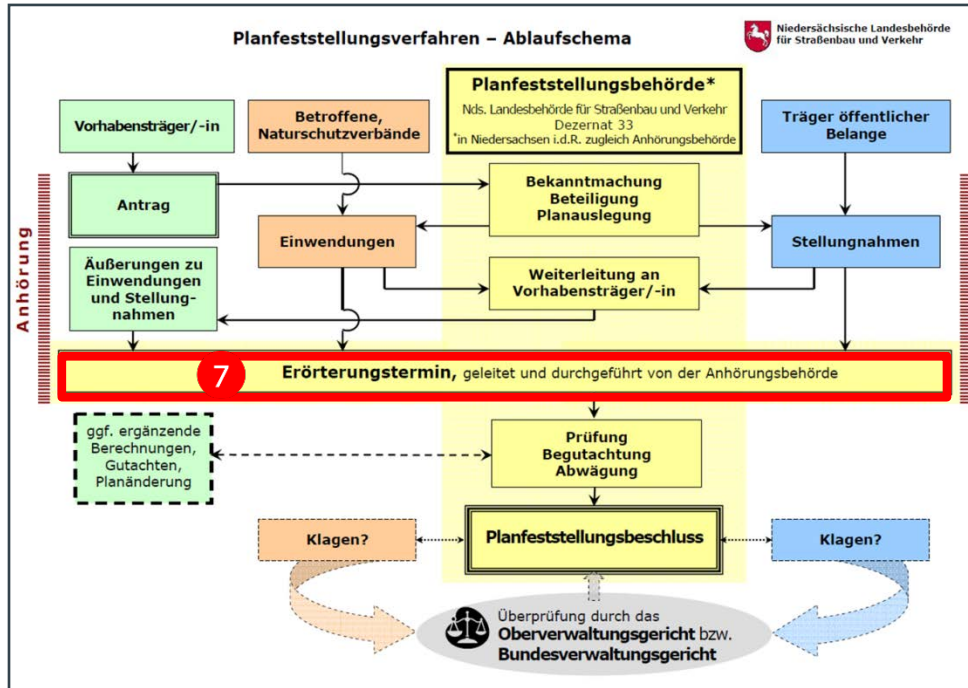 Planfeststellungsverfahren – Ablaufschema
Niedersächsische Landesbehörde
für Straßenbau und Verkehr
Planfeststellungsbehörde*
Nds. Landesbehörde für Straßenbau und Verkehr
Dezernat 33
*in Niedersachsen i.d.R. zugleich Anhörungsbehörde
Vorhabensträger/-in
Betroffene,
Naturschutzverbände
Träger öffentlicher
Belange
Anhörung
Antrag
Bekanntmachung
Beteiligung
Planauslegung
Einwendungen
Stellungnahmen
Äußerungen zu
Einwendungen
und Stellung-
nahmen
Weiterleitung an
Vorhabensträger/-in
7
Erörterungstermin, geleitet und durchgeführt von der Anhörungsbehörde
ggf. ergänzende
Berechnungen,
Gutachten,
Planänderung
Prüfung
Begutachtung
Abwägung
Klagen?
Planfeststellungsbeschluss
Klagen?
Überprüfung durch das
Oberverwaltungsgericht bzw.
Bundesverwaltungsgericht